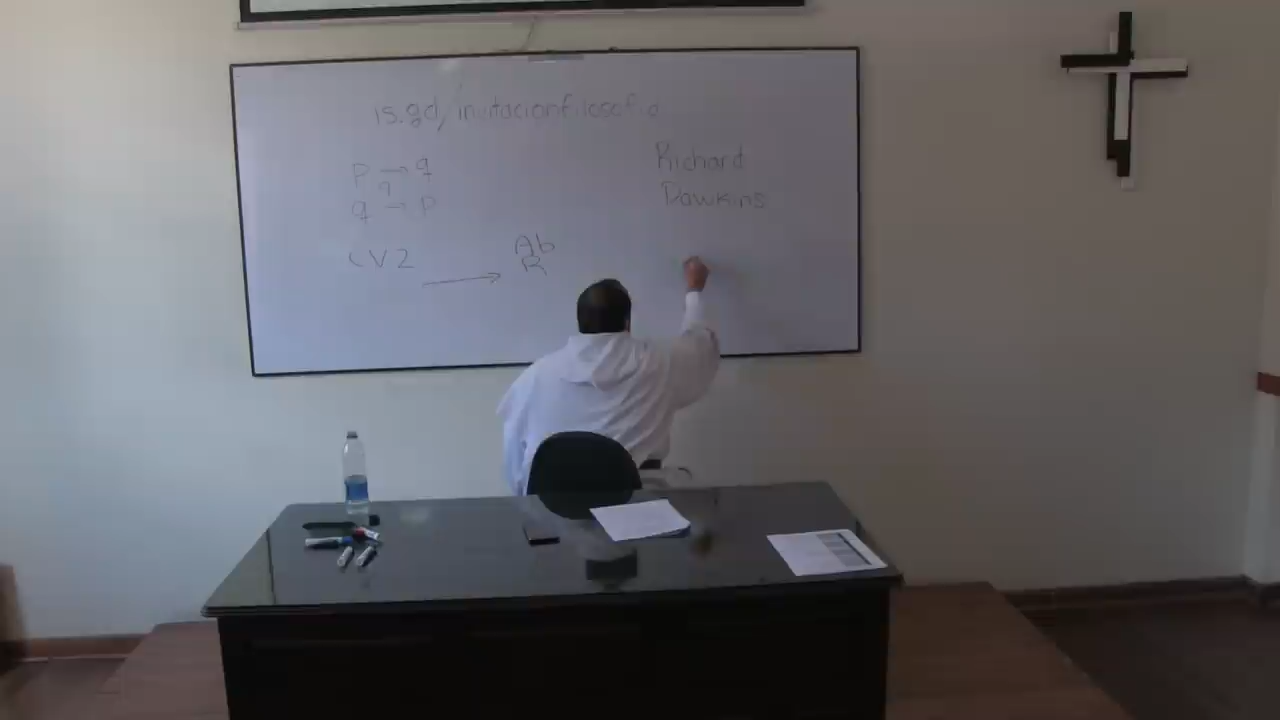 is.gd/invitacionfilosofia
P → q
q
q → P
CV2 → Ab
R
Richard
Dawkins